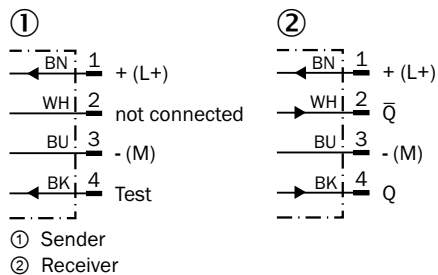 ① ②
BN 1 + (L+)
WH 2 not connected
BU 3 - (M)
BK 4 Test
BN 1 + (L+)
WH 2 Q̅
BU 3 - (M)
BK 4 Q
① Sender
② Receiver